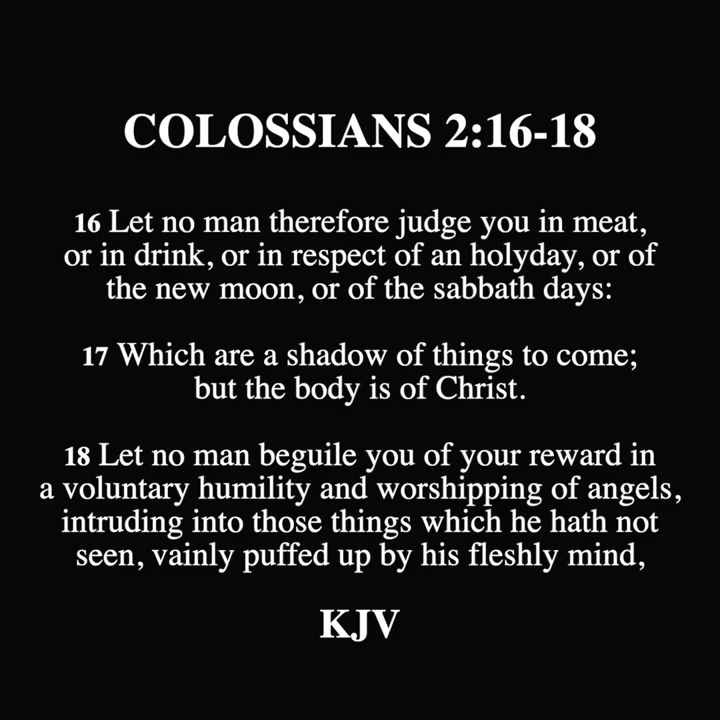 COLOSSIANS 2:16-18
16 Let no man therefore judge you in meat,
or in drink, or in respect of an holyday, or of
the new moon, or of the sabbath days:
17 Which are a shadow of things to come;
but the body is of Christ.
18 Let no man beguile you of your reward in
a voluntary humility and worshipping of angels,
intruding into those things which he hath not
seen, vainly puffed up by his fleshly mind,
KJV